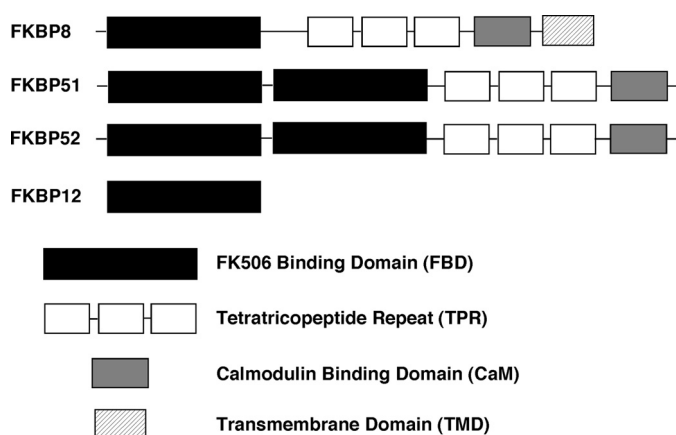 FKBP8
FKBP51
FKBP52
FKBP12
FK506 Binding Domain (FBD)
Tetratricopeptide Repeat (TPR)
Calmodulin Binding Domain (CaM)
Transmembrane Domain (TMD)